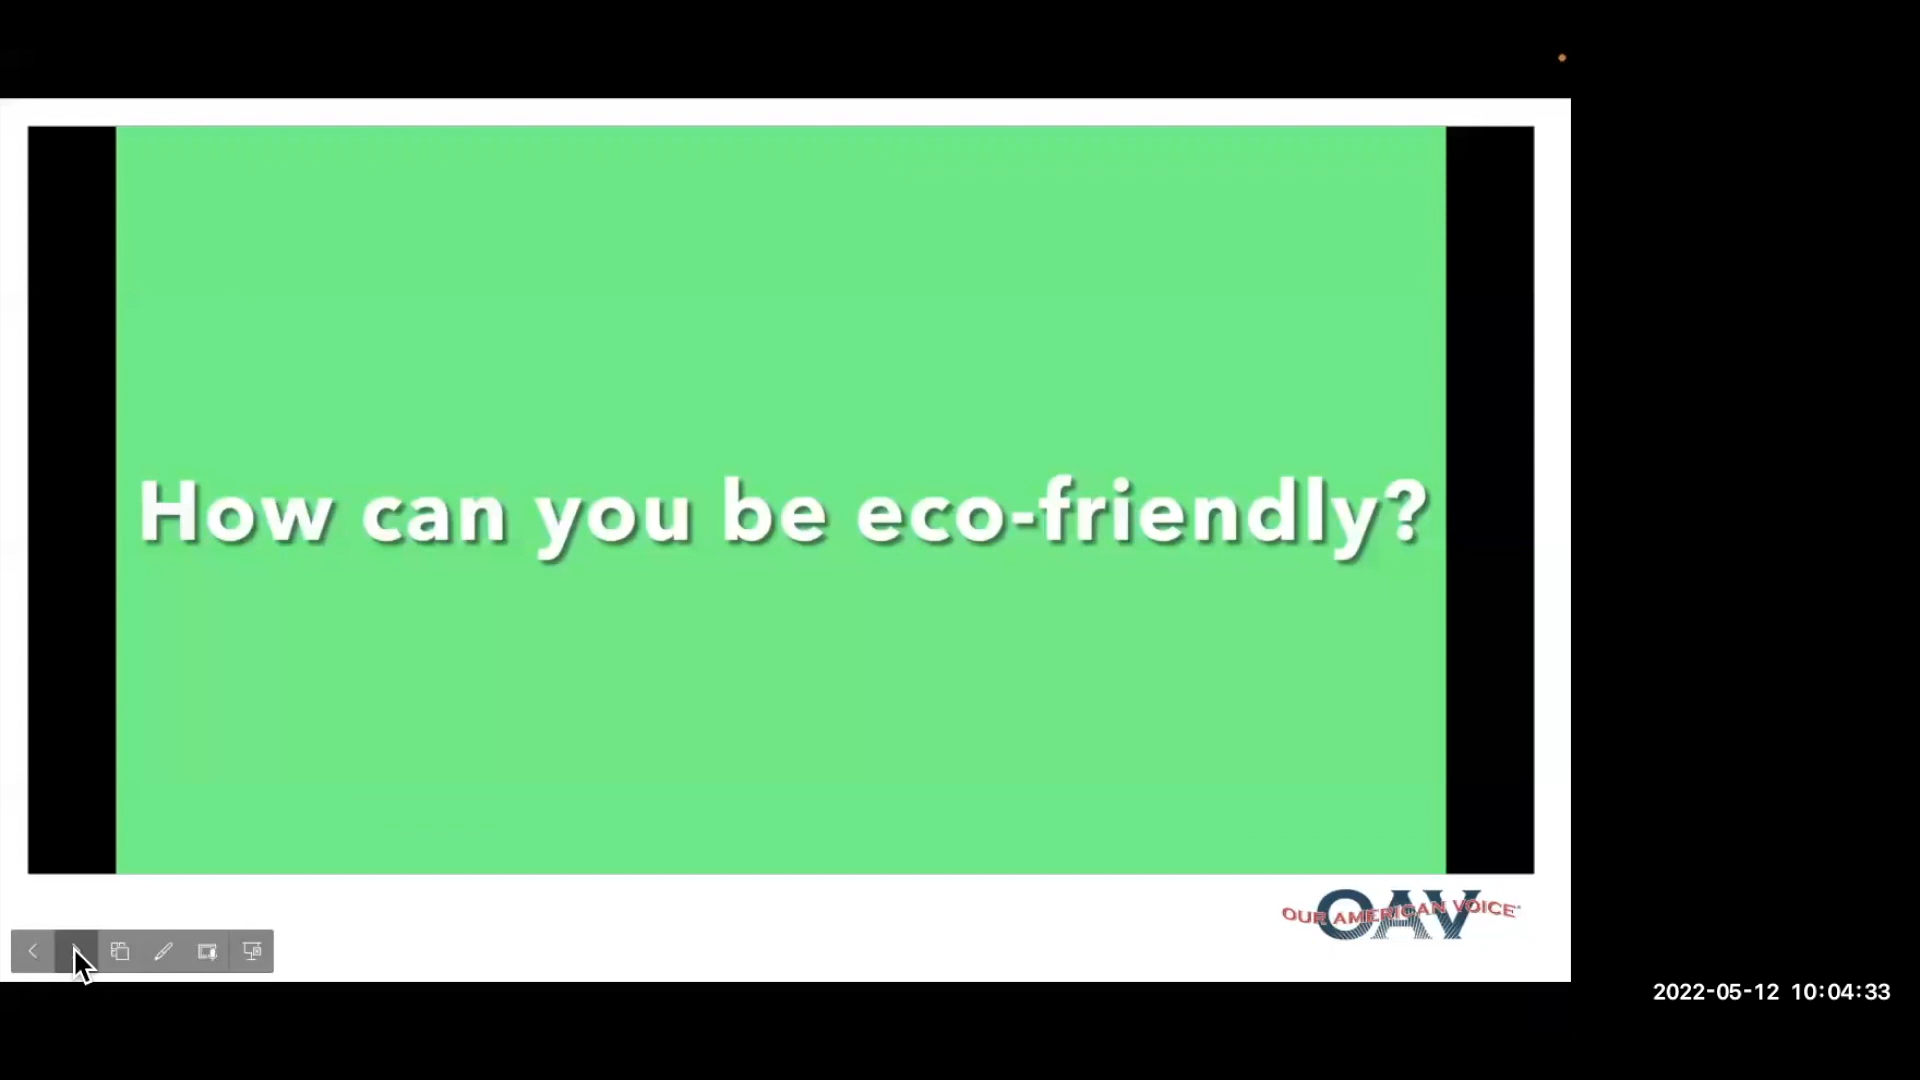 How can you be eco-friendly?
OAV
OUR AMERICAN VOICE
2022-05-12 10:04:33